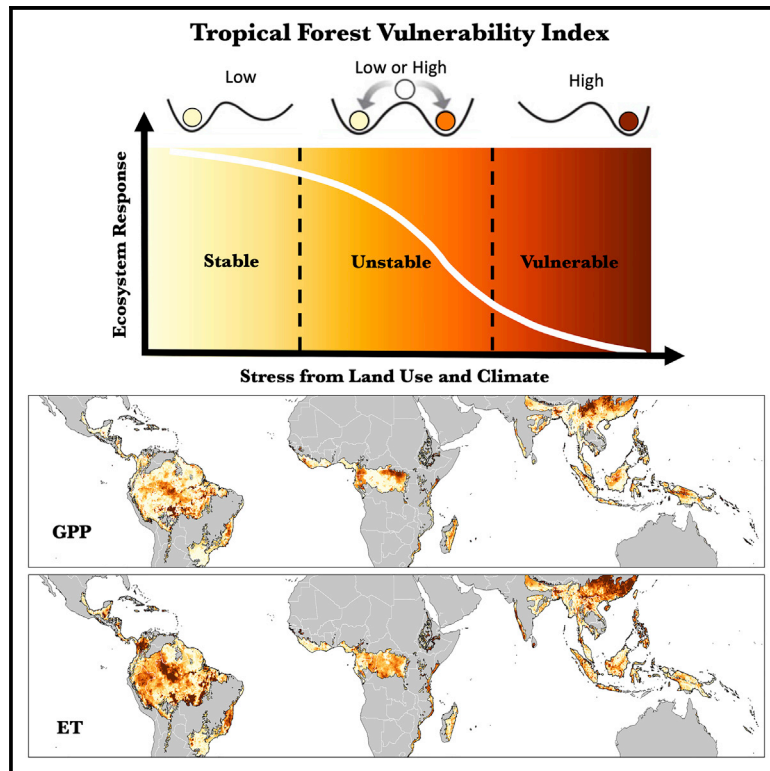 Tropical Forest Vulnerability Index
Low
Low or High
High
Ecosystem Response
Stable
Unstable
Vulnerable
Stress from Land Use and Climate
GPP
ET